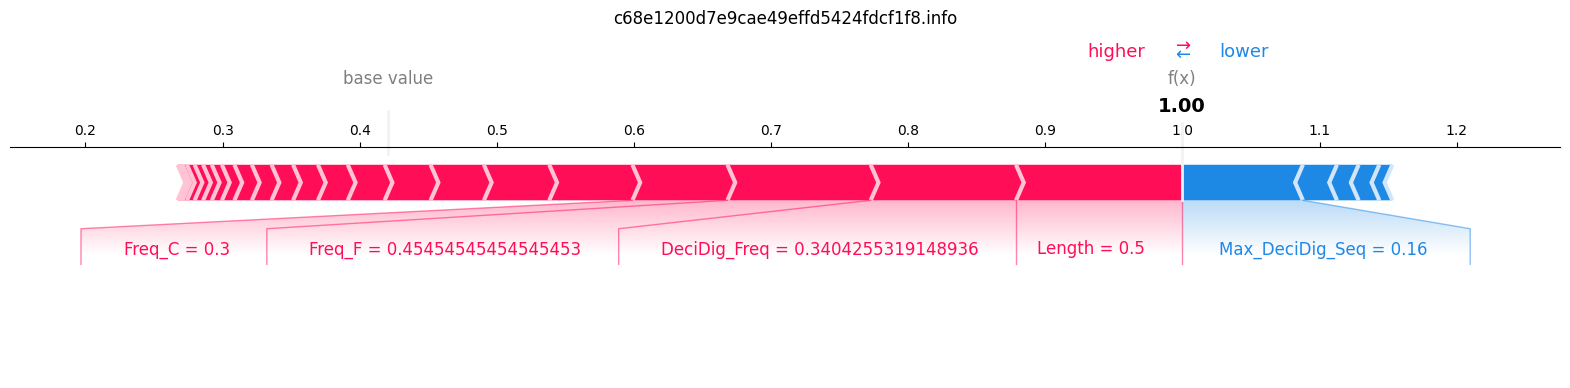 c68e1200d7e9cae49effd5424fdcf1f8.info
higher ⇄ lower
base value f(x)
1.00
0.2 0.3 0.4 0.5 0.6 0.7 0.8 0.9 1.0 1.1 1.2
Freq_C = 0.3 Freq_F = 0.45454545454545453 DeciDig_Freq = 0.3404255319148936 Length = 0.5 Max_DeciDig_Seq = 0.16